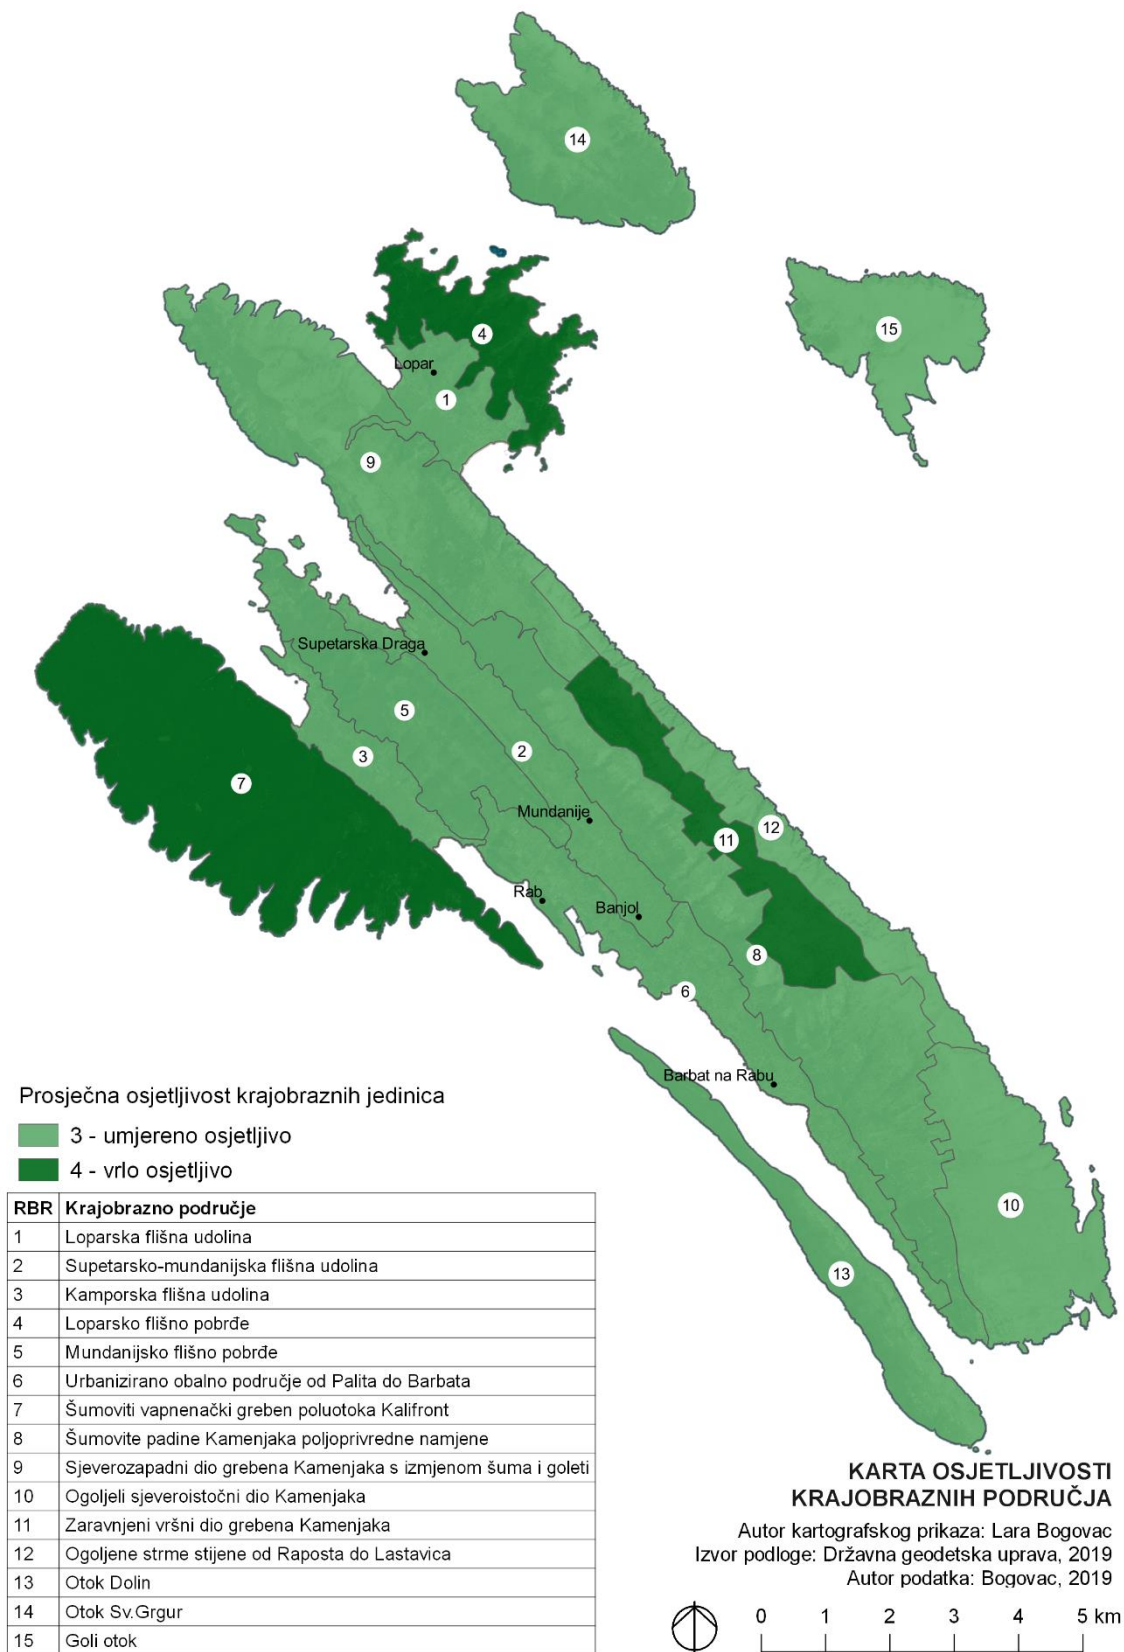 14
15
4
Lopar
1
9
Supetarska Draga
5
2
3
7
Mundanije
12
11
Rab
Banjol
8
6
Barbat na Rabu
10
13
Prosječna osjetljivost krajobraznih jedinica
3 - umjereno osjetljivo
4 - vrlo osjetljivo
RBR Krajobrazno područje
1 Loparska flišna udolina
2 Supetarsko-mundanijska flišna udolina
3 Kamporska flišna udolina
4 Loparsko flišno pobrđe
5 Mundanijsko flišno pobrđe
6 Urbanizirano obalno područje od Palita do Barbata
7 Šumoviti vapnenački greben poluotoka Kalifront
8 Šumovite padine Kamenjaka poljoprivredne namjene
9 Sjeverozapadni dio grebena Kamenjaka s izmjenom šuma i goleti
10 Ogoljeli sjeveroistočni dio Kamenjaka
11 Zaravnjeni vršni dio grebena Kamenjaka
12 Ogoljene strme stijene od Raposta do Lastavica
13 Otok Dolin
14 Otok Sv.Grgur
15 Goli otok
KARTA OSJETLJIVOSTI
KRAJOBRAZNIH PODRUČJA
Autor kartografskog prikaza: Lara Bogovac
Izvor podloge: Državna geodetska uprava, 2019
Autor podatka: Bogovac, 2019
0 1 2 3 4 5 km